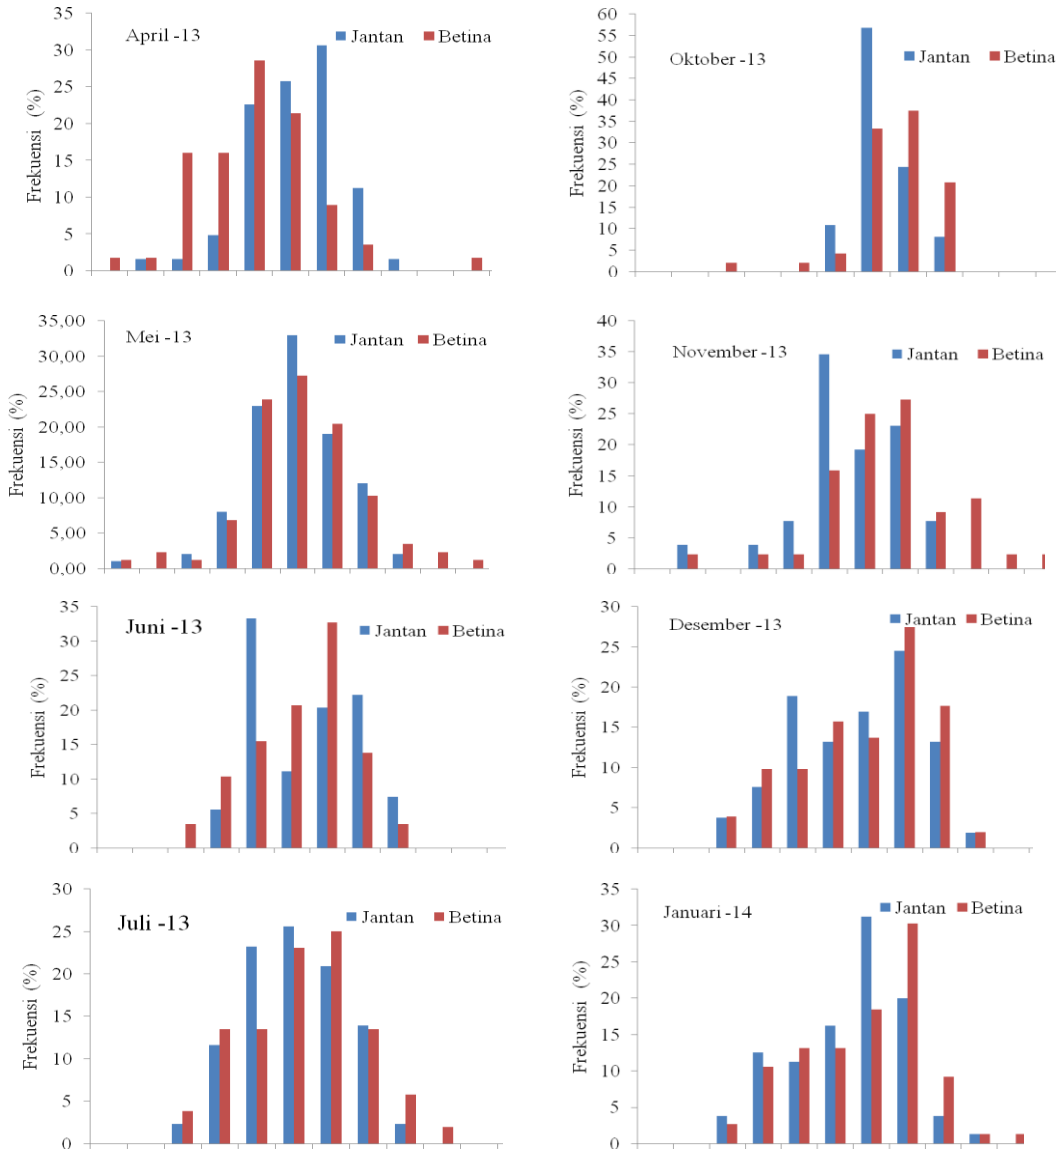 April -13
Jantan Betina
Frekuensi (%)
35
30
25
20
15
10
5
0
Oktober -13
Jantan Betina
Frekuensi (%)
60
55
50
45
40
35
30
25
20
15
10
5
0
Mei -13
Jantan Betina
Frekuensi (%)
35,00
30,00
25,00
20,00
15,00
10,00
5,00
0,00
November -13
Jantan Betina
Frekuensi (%)
40
35
30
25
20
15
10
5
0
Juni -13
Jantan Betina
Frekuensi (%)
35
30
25
20
15
10
5
0
Desember -13
Jantan Betina
Frekuensi (%)
30
25
20
15
10
5
0
Juli -13
Jantan Betina
Frekuensi (%)
30
25
20
15
10
5
0
Januari -14
Jantan Betina
Frekuensi (%)
35
30
25
20
15
10
5
0